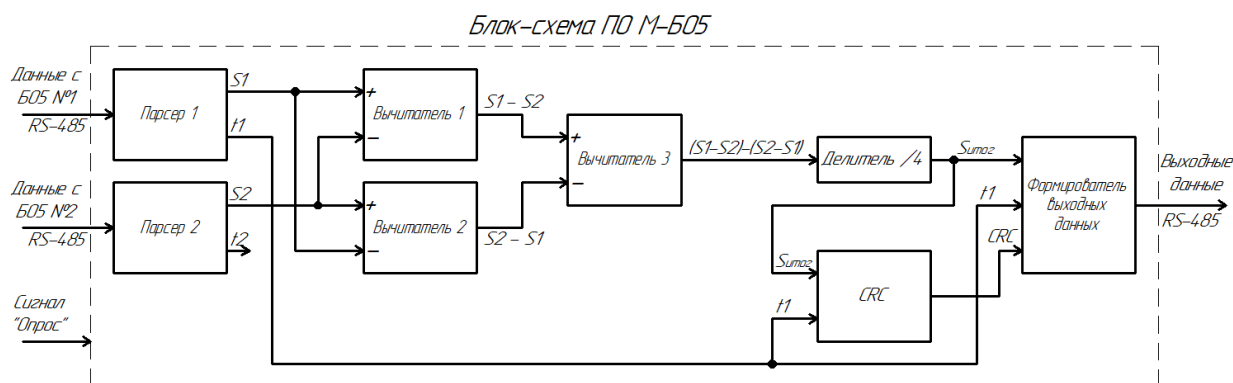 Блок-схема ПО М-БО5
Данные с
БО5 №1
RS-485
Парсер 1
S1
t1
+
Вычитатель 1
−
S1 - S2
Данные с
БО5 №2
RS-485
Парсер 2
S2
t2
+
Вычитатель 2
−
S2 - S1
+
Вычитатель 3
−
(S1-S2)-(S2-S1)
Делитель /4
Sитог
t1
CRC
Формирователь
выходных
данных
Выходные
данные
RS-485
Sитог
t1
CRC
Сигнал
"Опрос"